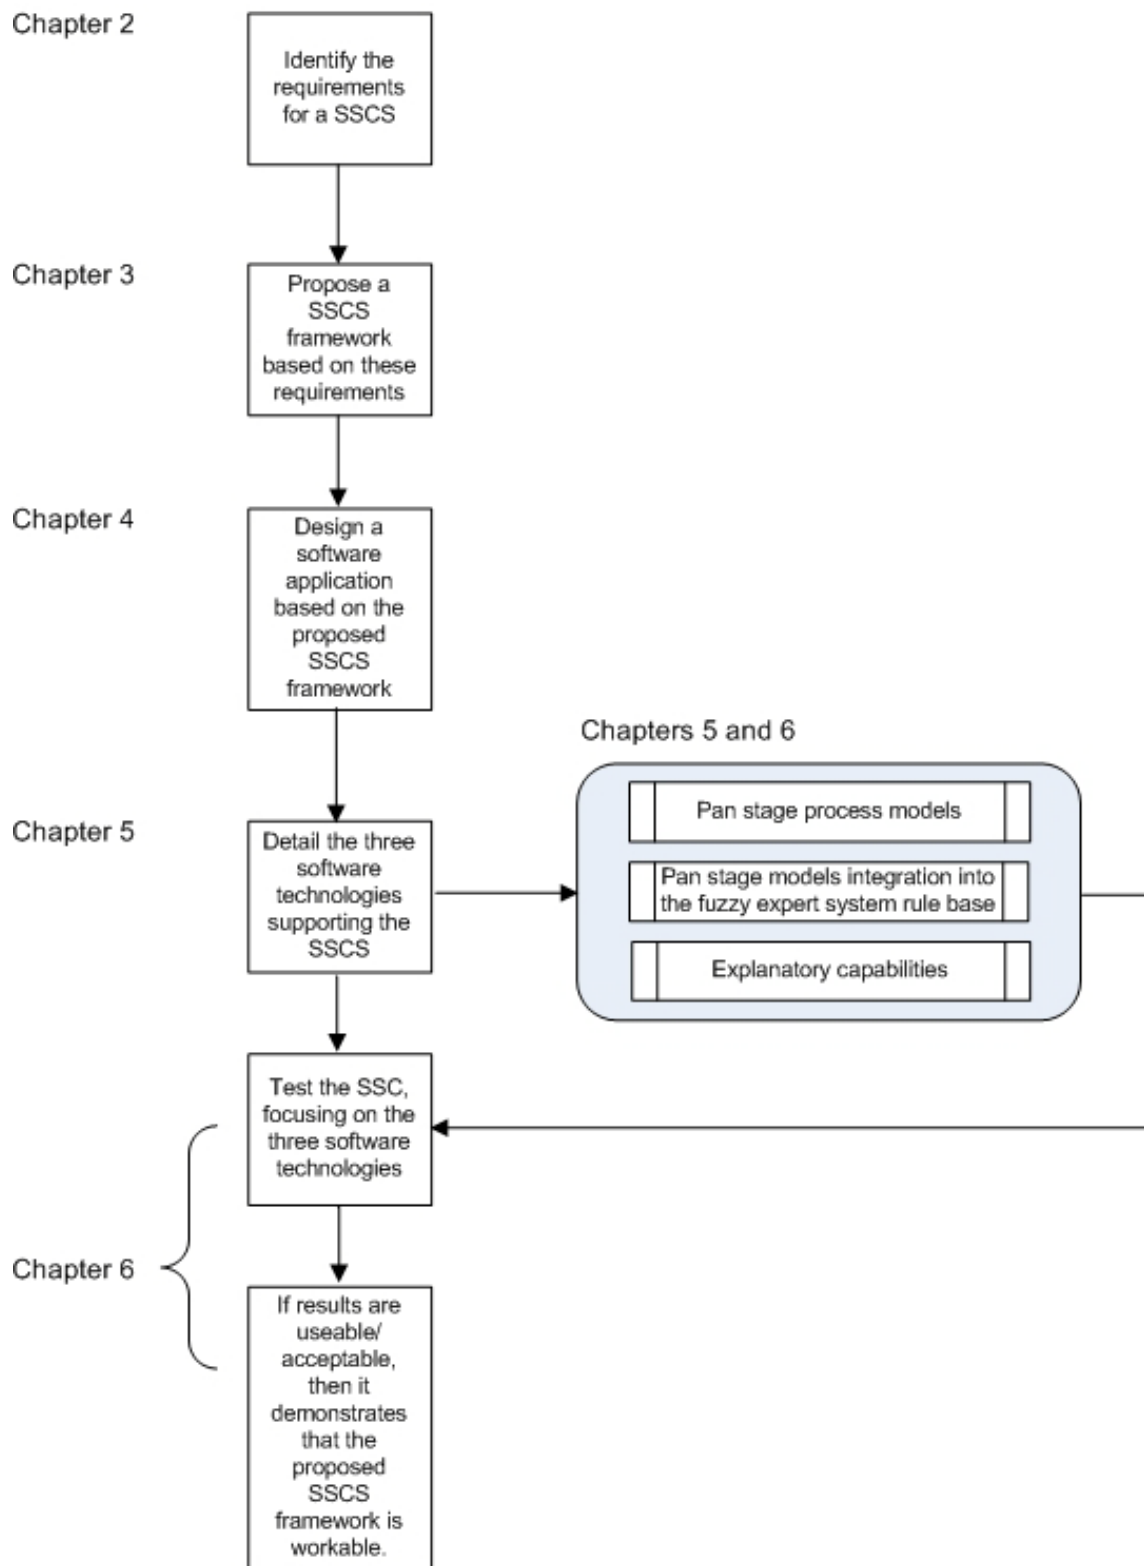 Chapter 2
Identify the
requirements
for a SSCS
Chapter 3
Propose a
SSCS
framework
based on these
requirements
Chapter 4
Design a
software
application
based on the
proposed
SSCS
framework
Chapter 5
Detail the three
software
technologies
supporting the
SSCS
Chapters 5 and 6
Pan stage process models
Pan stage models integration into
the fuzzy expert system rule base
Explanatory capabilities
Test the SSC,
focusing on the
three software
technologies
Chapter 6
If results are
useable/
acceptable,
then it
demonstrates
that the
proposed
SSCS
framework is
workable.